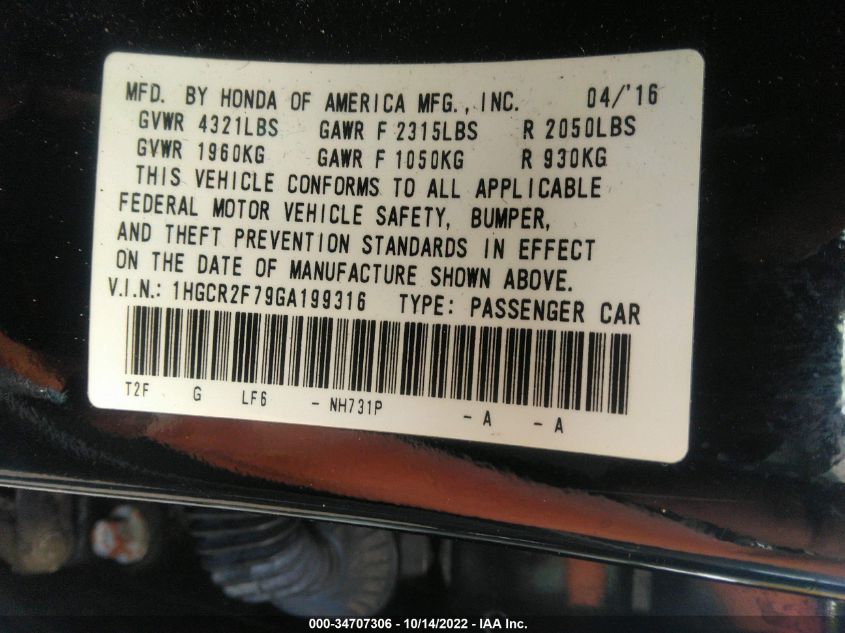 MFD. BY HONDA OF AMERICA MFG., INC. 04/'16
GVWR 4321LBS GAWR F 2315LBS R 2050LBS
GVWR 1960KG GAWR F 1050KG R 930KG
THIS VEHICLE CONFORMS TO ALL APPLICABLE
FEDERAL MOTOR VEHICLE SAFETY, BUMPER,
AND THEFT PREVENTION STANDARDS IN EFFECT
ON THE DATE OF MANUFACTURE SHOWN ABOVE.
V.I.N.: 1HGCR2F79GA199316 TYPE: PASSENGER CAR
T2F G LF6 - NH731P - A - A
000-34707306 - 10/14/2022 - IAA Inc.